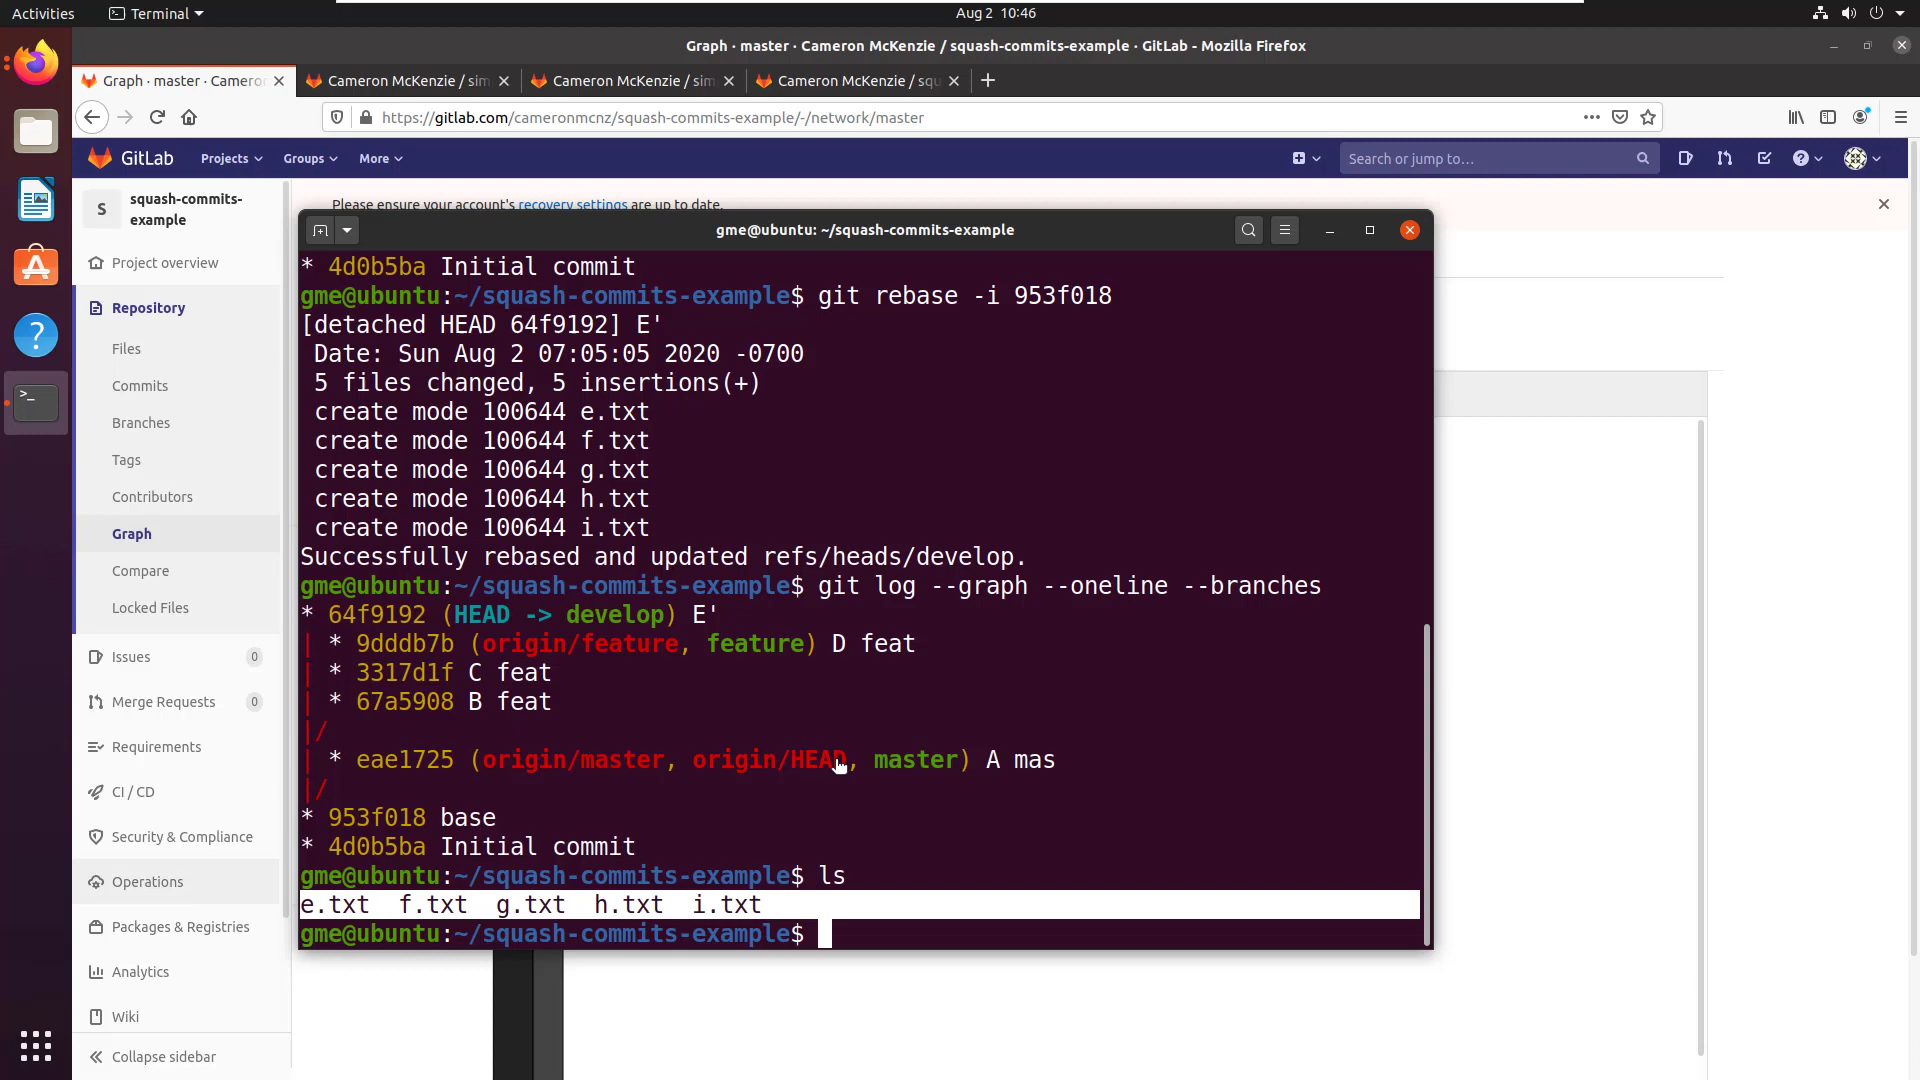 Activities
Terminal
Aug 2 10:46
Graph · master · Cameron McKenzie / squash-commits-example · GitLab - Mozilla Firefox
Graph · master · Camero
Cameron McKenzie / sim
Cameron McKenzie / sim
Cameron McKenzie / squ
https://gitlab.com/cameronmcnz/squash-commits-example/-/network/master
GitLab
Projects
Groups
More
Search or jump to…
S
squash-commits-
example
Project overview
Repository
Files
Commits
Branches
Tags
Contributors
Graph
Compare
Locked Files
Issues
0
Merge Requests
0
Requirements
CI / CD
Security & Compliance
Operations
Packages & Registries
Analytics
Wiki
Collapse sidebar
Please ensure your account's recovery settings are up to date.
gme@ubuntu: ~/squash-commits-example
* 4d0b5ba Initial commit
gme@ubuntu:~/squash-commits-example$ git rebase -i 953f018
[detached HEAD 64f9192] E'
Date: Sun Aug 2 07:05:05 2020 -0700
5 files changed, 5 insertions(+)
create mode 100644 e.txt
create mode 100644 f.txt
create mode 100644 g.txt
create mode 100644 h.txt
create mode 100644 i.txt
Successfully rebased and updated refs/heads/develop.
gme@ubuntu:~/squash-commits-example$ git log --graph --oneline --branches
* 64f9192 (HEAD -> develop) E'
| * 9dddb7b (origin/feature, feature) D feat
| * 3317d1f C feat
| * 67a5908 B feat
|/
| * eae1725 (origin/master, origin/HEAD, master) A mas
|/
* 953f018 base
* 4d0b5ba Initial commit
gme@ubuntu:~/squash-commits-example$ ls
e.txt  f.txt  g.txt  h.txt  i.txt
gme@ubuntu:~/squash-commits-example$